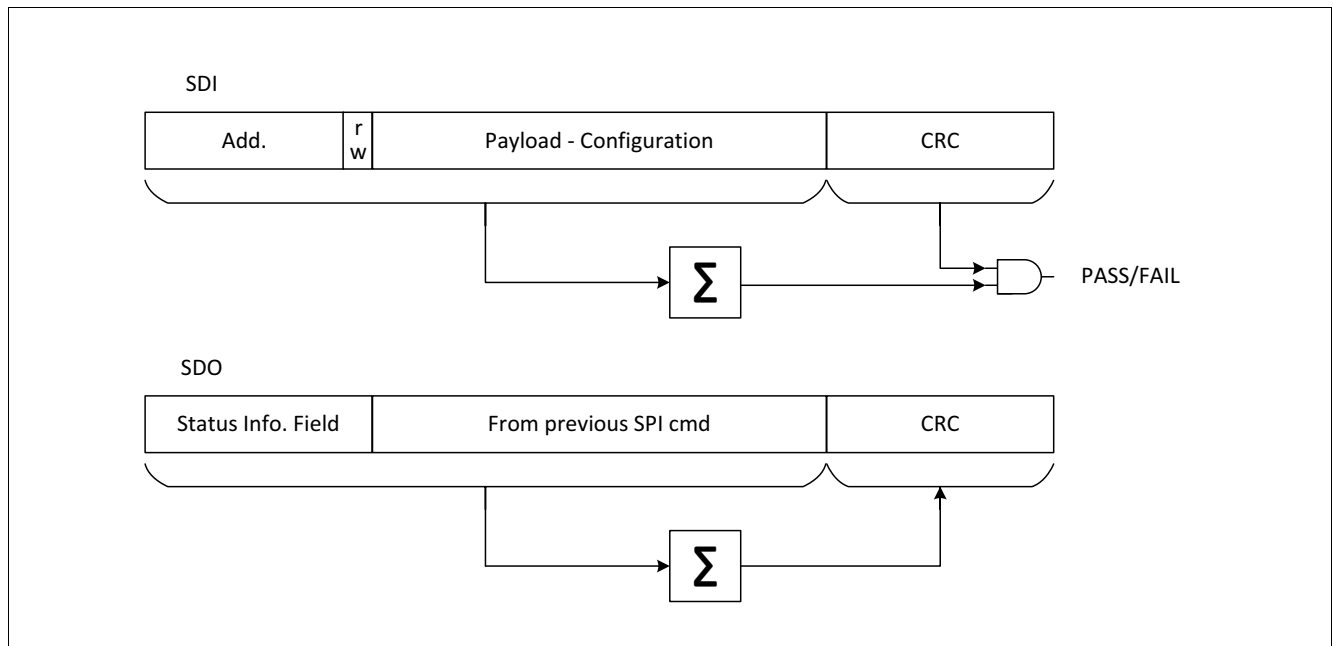 SDI
Add.
r
w
Payload - Configuration
CRC
Σ
PASS/FAIL
SDO
Status Info. Field
From previous SPI cmd
CRC
Σ